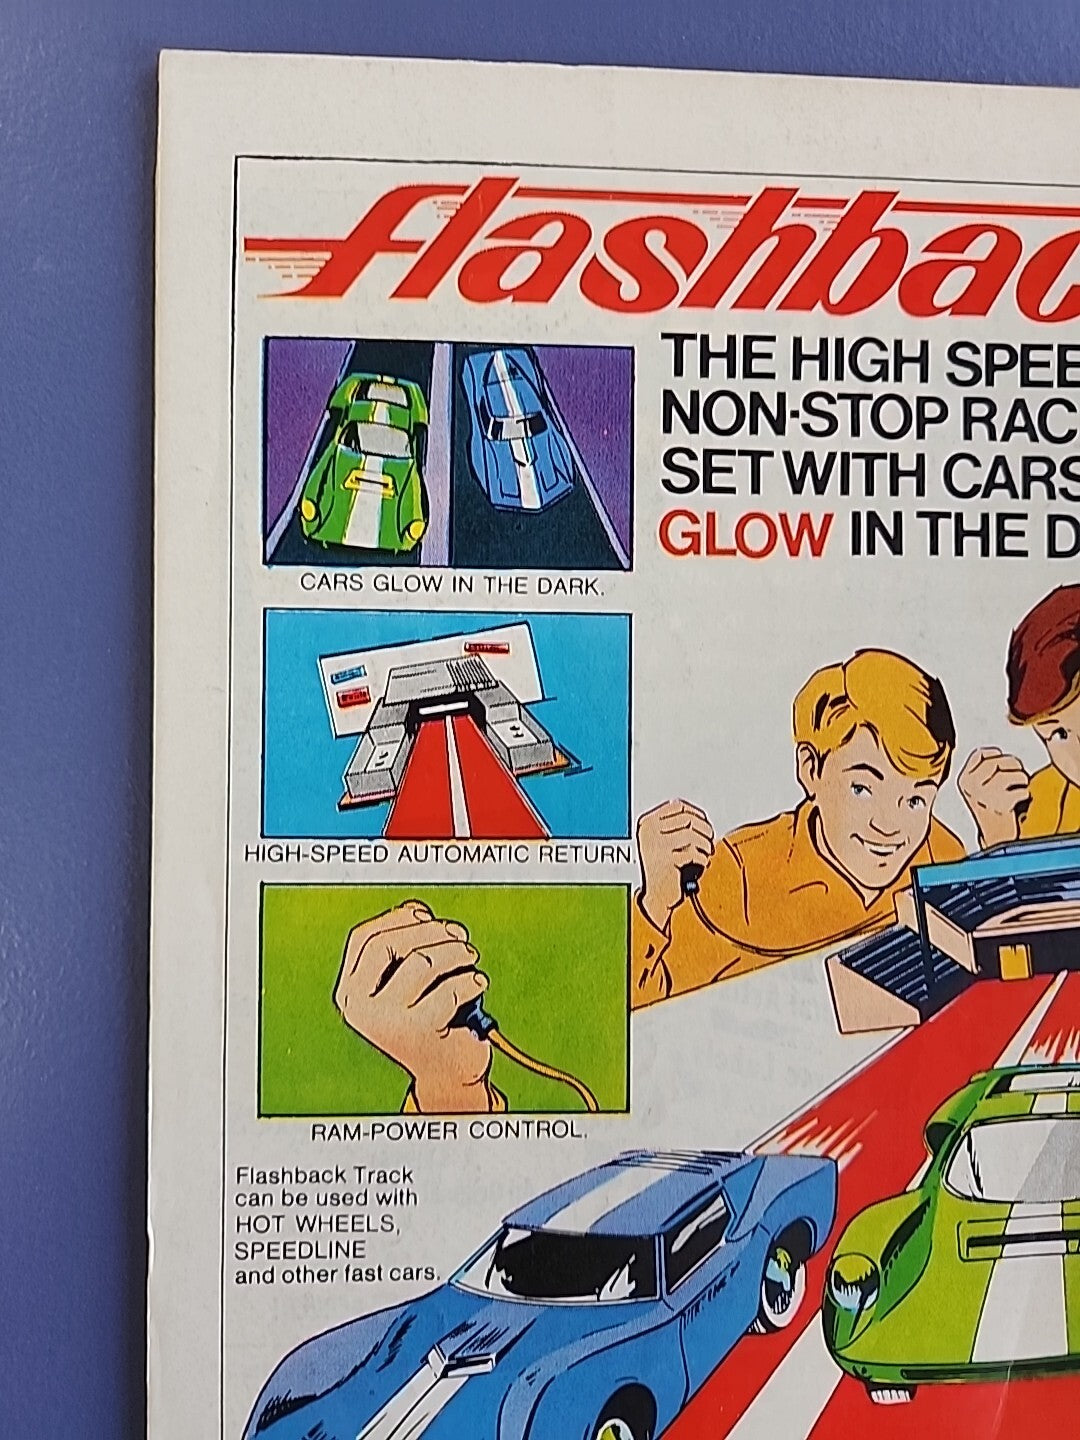 flashbac
THE HIGH SPEE
NON-STOP RAC
SET WITH CARS
GLOW IN THE D
CARS GLOW IN THE DARK.
HIGH-SPEED AUTOMATIC RETURN.
RAM-POWER CONTROL.
Flashback Track
can be used with
HOT WHEELS,
SPEEDLINE
and other fast cars.